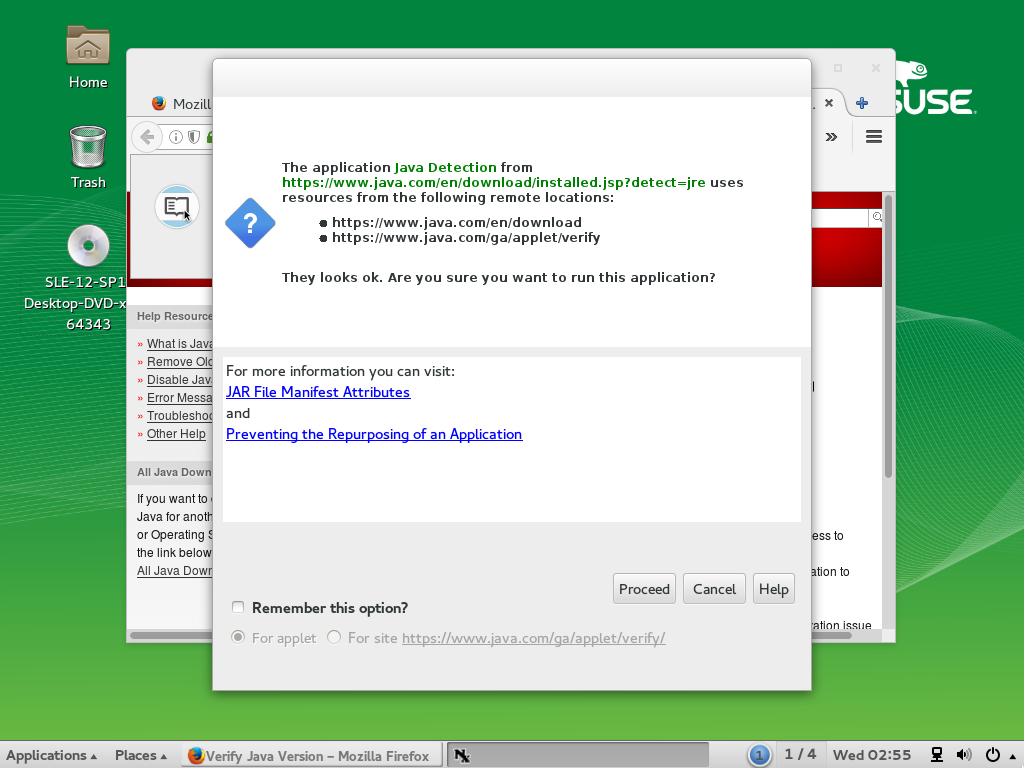 Home
Trash
SLE-12-SP1
Desktop-DVD-x
64343
SUSE
Mozill
The application Java Detection from
https://www.java.com/en/download/installed.jsp?detect=jre uses
resources from the following remote locations:
https://www.java.com/en/download
https://www.java.com/ga/applet/verify
They looks ok. Are you sure you want to run this application?
For more information you can visit:
JAR File Manifest Attributes
and
Preventing the Repurposing of an Application
Proceed
Cancel
Help
Remember this option?
For applet
For site https://www.java.com/ga/applet/verify/
Help Resource
» What is Java
» Remove Old
» Disable Jav
» Error Messa
» Troubleshoo
» Other Help
All Java Down
If you want to
Java for anoth
or Operating S
the link below
All Java Down
ess to
ation to
ration issue
Applications
Places
Verify Java Version – Mozilla Firefox
1
1 / 4
Wed 02:55